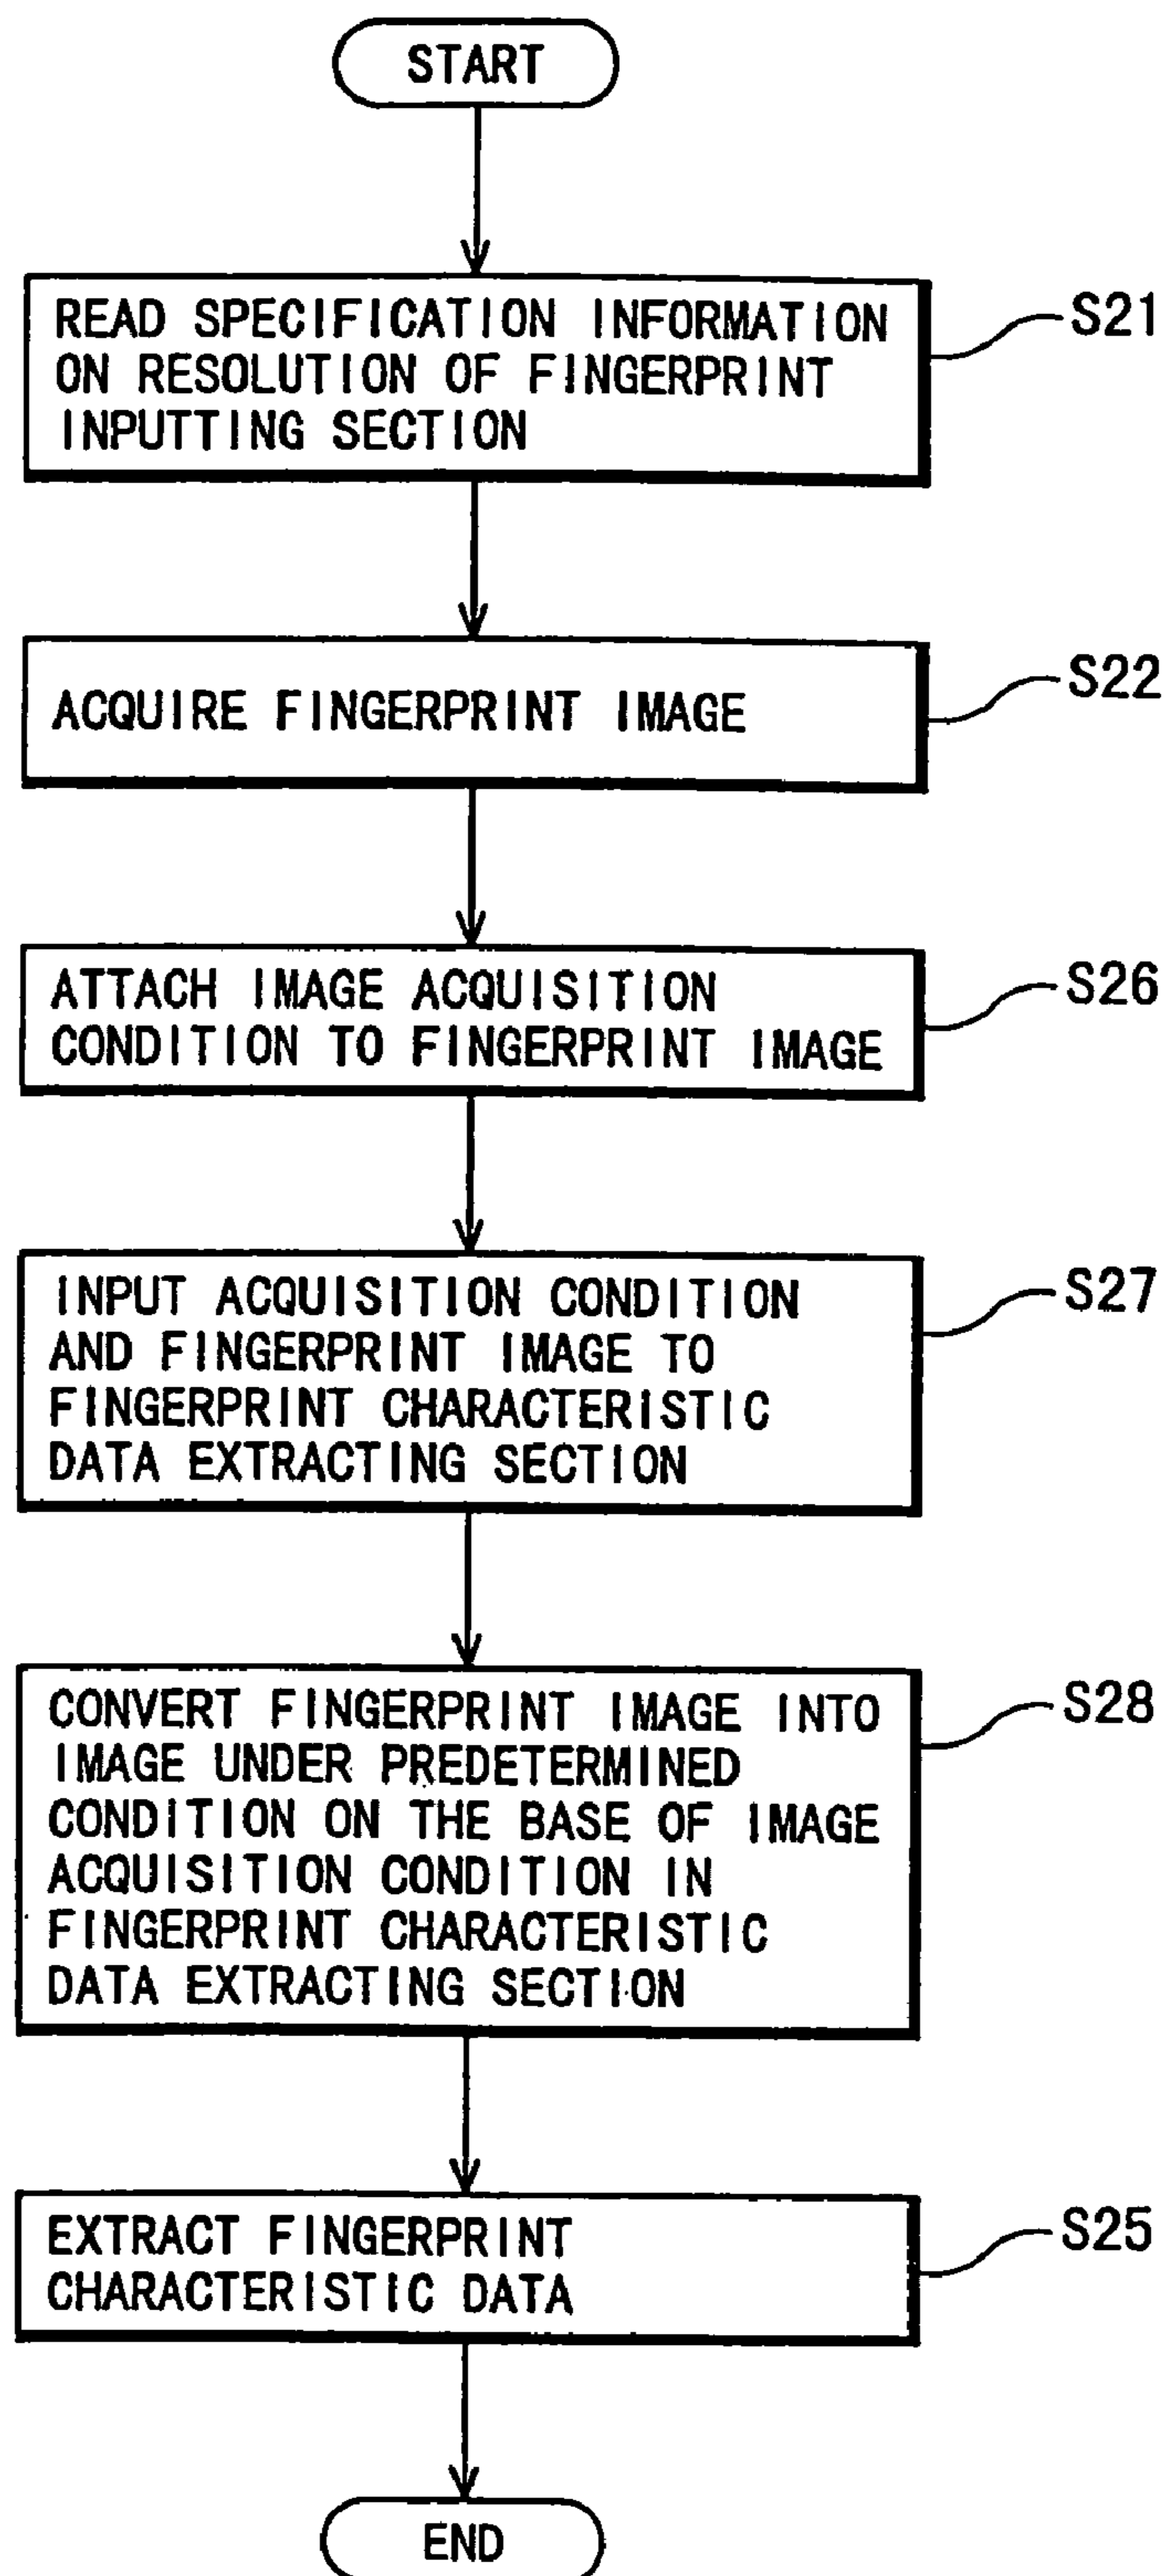 START
READ SPECIFICATION INFORMATION
ON RESOLUTION OF FINGERPRINT
INPUTTING SECTION
S21
ACQUIRE FINGERPRINT IMAGE
S22
ATTACH IMAGE ACQUISITION
CONDITION TO FINGERPRINT IMAGE
S26
INPUT ACQUISITION CONDITION
AND FINGERPRINT IMAGE TO
FINGERPRINT CHARACTERISTIC
DATA EXTRACTING SECTION
S27
CONVERT FINGERPRINT IMAGE INTO
IMAGE UNDER PREDETERMINED
CONDITION ON THE BASE OF IMAGE
ACQUISITION CONDITION IN
FINGERPRINT CHARACTERISTIC
DATA EXTRACTING SECTION
S28
EXTRACT FINGERPRINT
CHARACTERISTIC DATA
S25
END